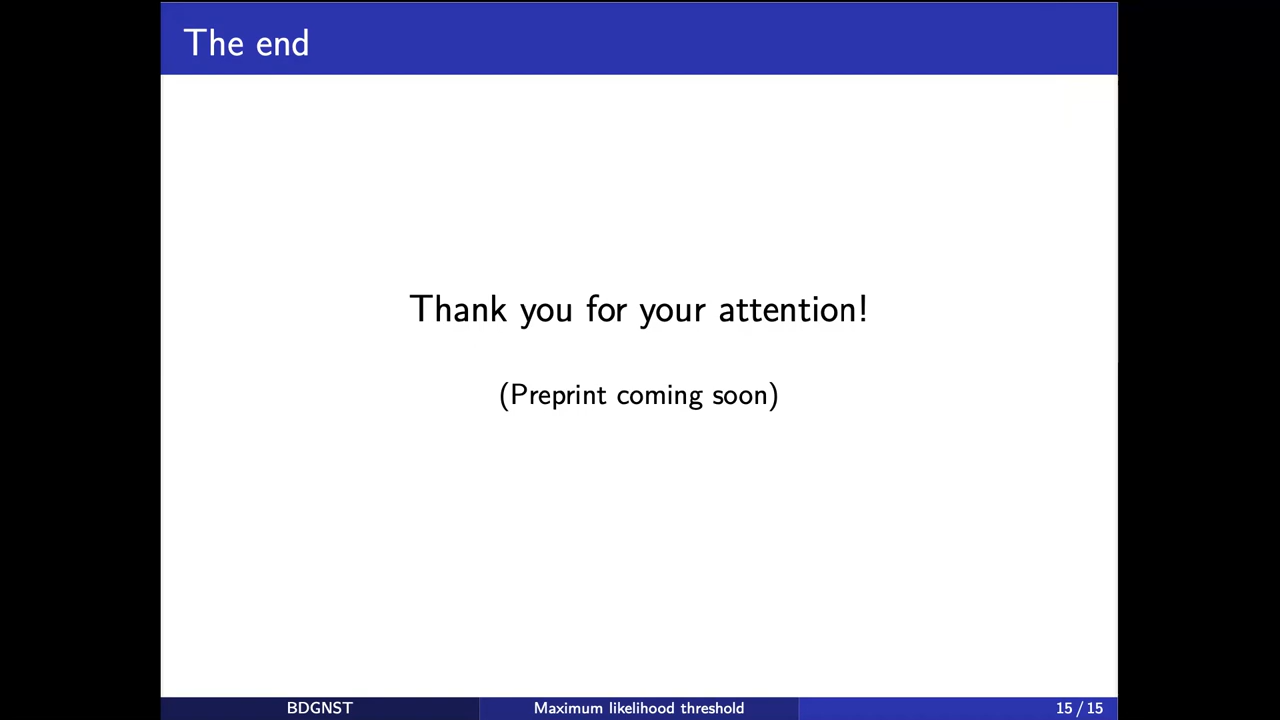 The end
Thank you for your attention!
(Preprint coming soon)
BDGNST
Maximum likelihood threshold
15 / 15